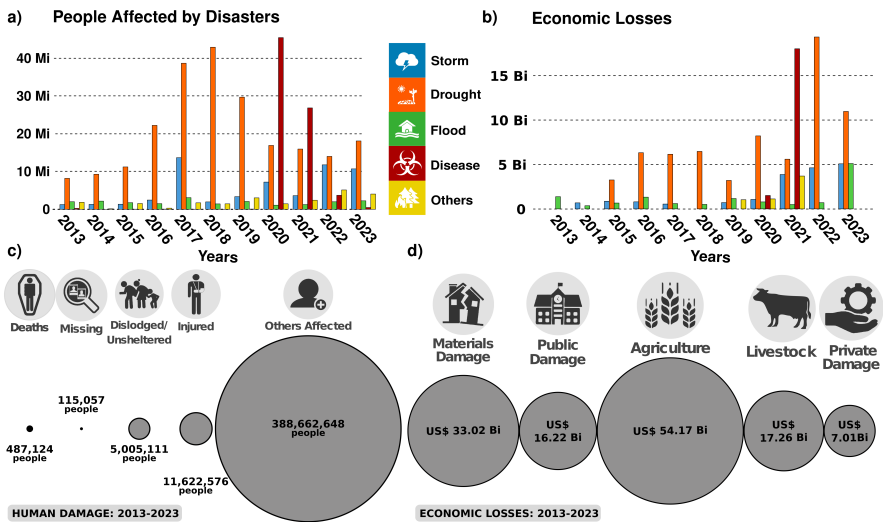 a) People Affected by Disasters
40 Mi
30 Mi
20 Mi
10 Mi
0
2013 2014 2015 2016 2017 2018 2019 2020 2021 2022 2023
Years
Storm
Drought
Flood
Disease
Others
b) Economic Losses
15 Bi
10 Bi
5 Bi
0
2013 2014 2015 2016 2017 2018 2019 2020 2021 2022 2023
Years
c)
Deaths
Missing
Dislodged/
Unsheltered
Injured
Others Affected
487,124
people
115,057
people
5,005,111
people
11,622,576
people
388,662,648
people
HUMAN DAMAGE: 2013-2023
d)
Materials
Damage
Public
Damage
Agriculture
Livestock
Private
Damage
US$ 33.02 Bi
US$
16.22 Bi
US$ 54.17 Bi
US$
17.26 Bi
US$
7.01Bi
ECONOMIC LOSSES: 2013-2023